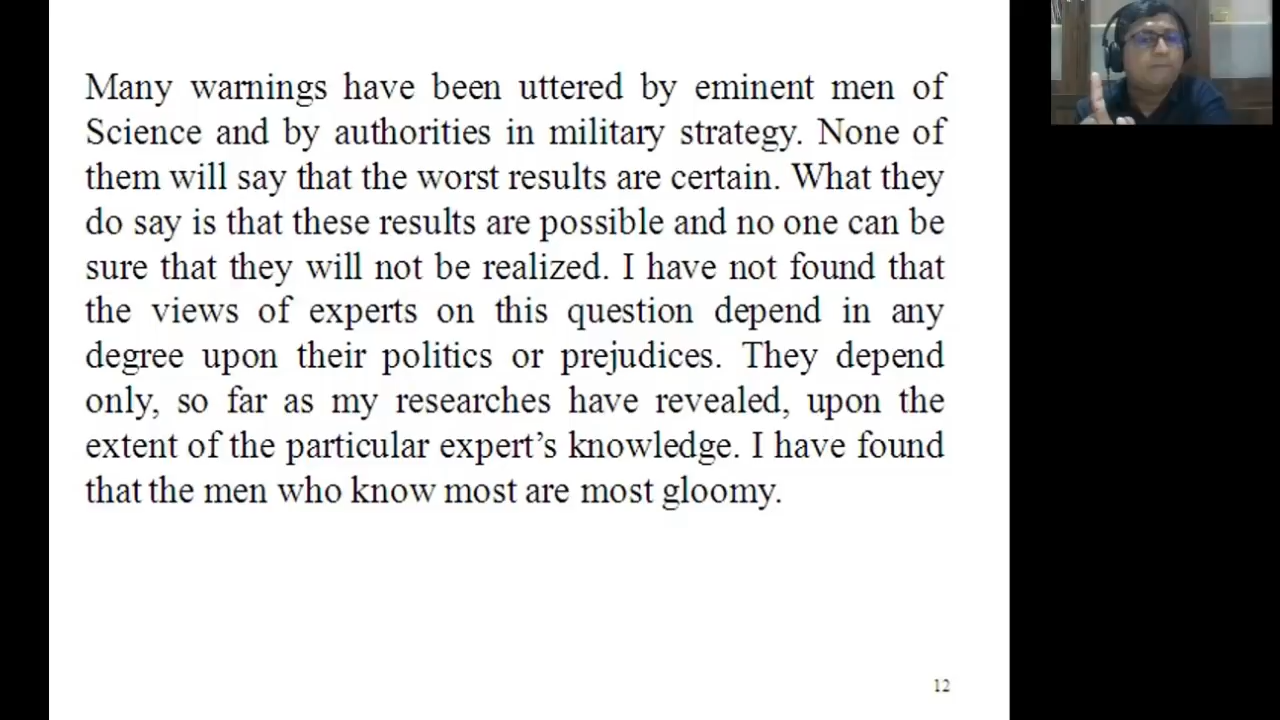 Many warnings have been uttered by eminent men of
Science and by authorities in military strategy. None of
them will say that the worst results are certain. What they
do say is that these results are possible and no one can be
sure that they will not be realized. I have not found that
the views of experts on this question depend in any
degree upon their politics or prejudices. They depend
only, so far as my researches have revealed, upon the
extent of the particular expert’s knowledge. I have found
that the men who know most are most gloomy.
12